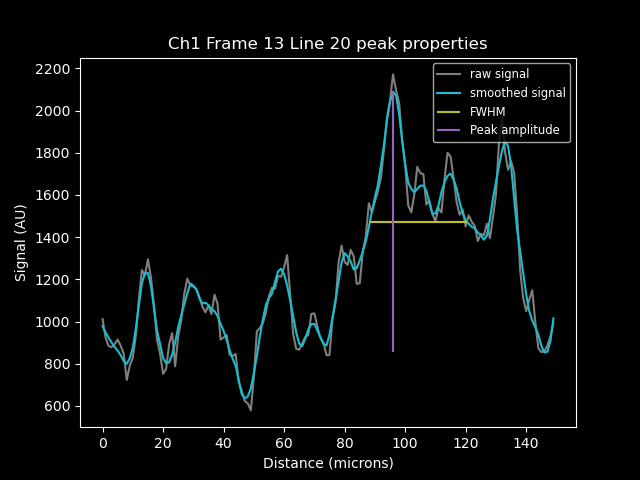 Ch1 Frame 13 Line 20 peak properties
raw signal
smoothed signal
FWHM
Peak amplitude
2200
2000
1800
1600
1400
1200
1000
800
600
Signal (AU)
0 20 40 60 80 100 120 140
Distance (microns)